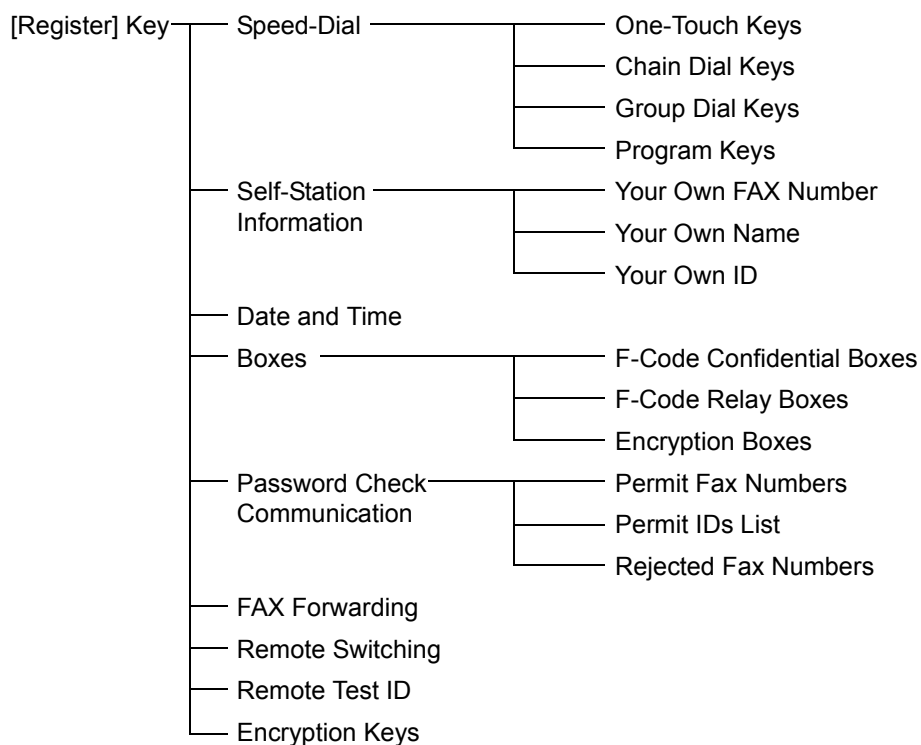 [Register] Key
Speed-Dial
One-Touch Keys
Chain Dial Keys
Group Dial Keys
Program Keys
Self-Station
Information
Your Own FAX Number
Your Own Name
Your Own ID
Date and Time
Boxes
F-Code Confidential Boxes
F-Code Relay Boxes
Encryption Boxes
Password Check
Communication
Permit Fax Numbers
Permit IDs List
Rejected Fax Numbers
FAX Forwarding
Remote Switching
Remote Test ID
Encryption Keys